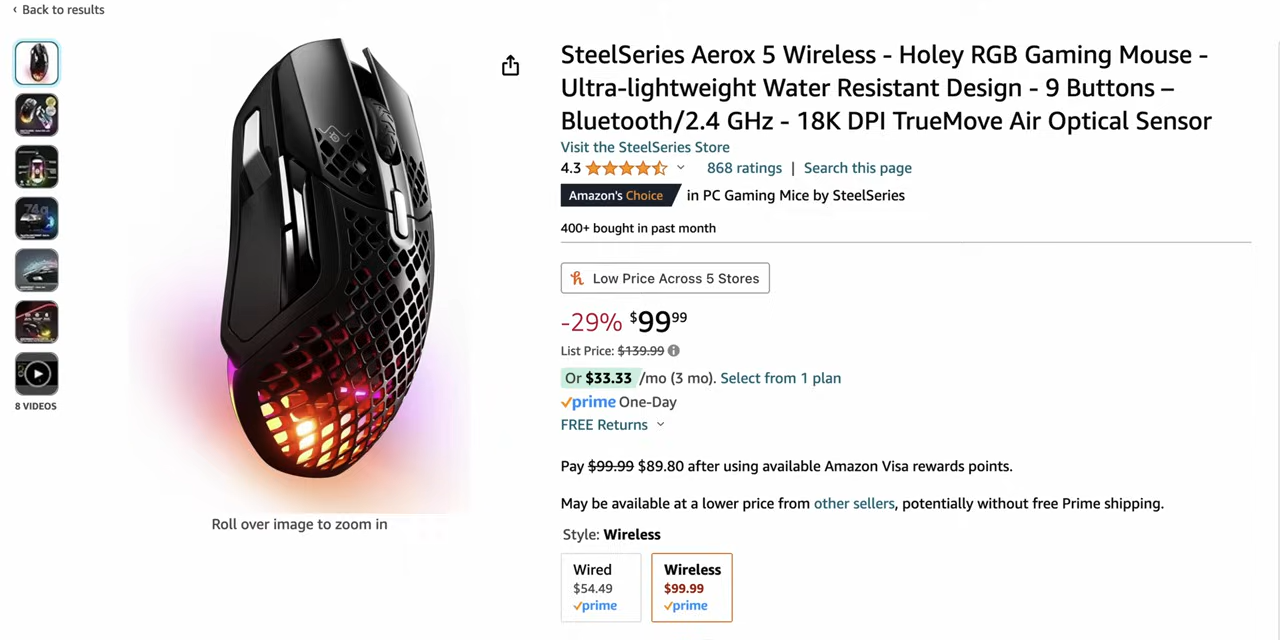 ‹ Back to results
SteelSeries Aerox 5 Wireless - Holey RGB Gaming Mouse -
Ultra-lightweight Water Resistant Design - 9 Buttons –
Bluetooth/2.4 GHz - 18K DPI TrueMove Air Optical Sensor
Visit the SteelSeries Store
4.3 868 ratings | Search this page
Amazon's Choice in PC Gaming Mice by SteelSeries
400+ bought in past month
Low Price Across 5 Stores
-29% $99.99
List Price: $139.99
Or $33.33 /mo (3 mo). Select from 1 plan
prime One-Day
FREE Returns
Pay $99.99 $89.80 after using available Amazon Visa rewards points.
May be available at a lower price from other sellers, potentially without free Prime shipping.
Style: Wireless
Wired
$54.49
prime
Wireless
$99.99
prime
8 VIDEOS
Roll over image to zoom in